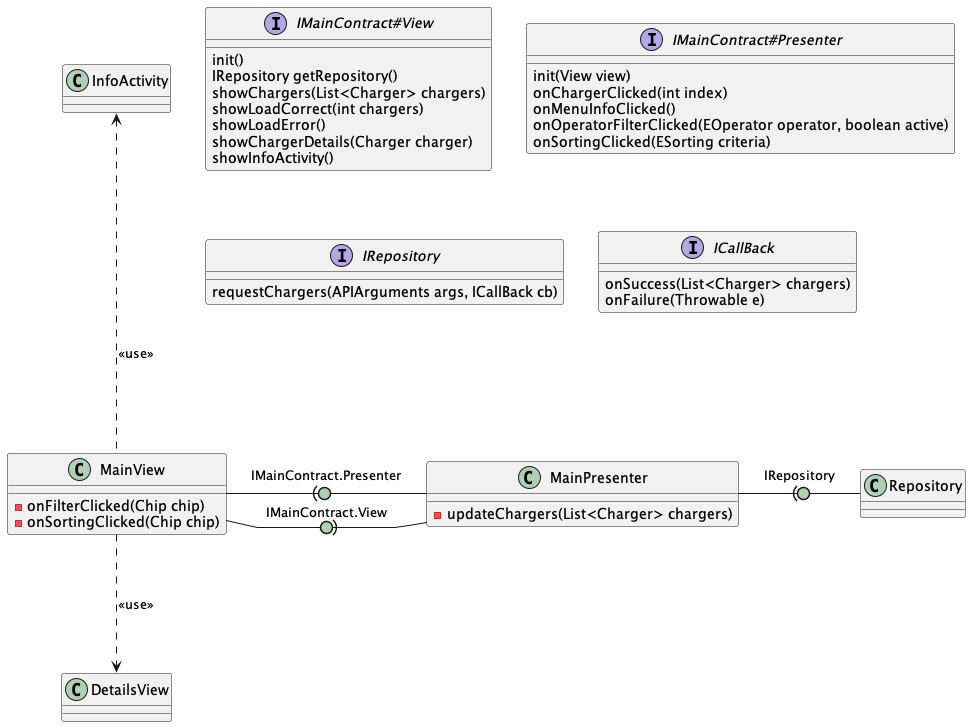 I IMainContract#View
init()
IRepository getRepository()
showChargers(List<Charger> chargers)
showLoadCorrect(int chargers)
showLoadError()
showChargerDetails(Charger charger)
showInfoActivity()
I IMainContract#Presenter
init(View view)
onChargerClicked(int index)
onMenuInfoClicked()
onOperatorFilterClicked(EOperator operator, boolean active)
onSortingClicked(ESorting criteria)
C InfoActivity
I IRepository
requestChargers(APIArguments args, ICallBack cb)
I ICallBack
onSuccess(List<Charger> chargers)
onFailure(Throwable e)
«use»
C MainView
onFilterClicked(Chip chip)
onSortingClicked(Chip chip)
IMainContract.Presenter
IMainContract.View
C MainPresenter
updateChargers(List<Charger> chargers)
IRepository
C Repository
«use»
C DetailsView